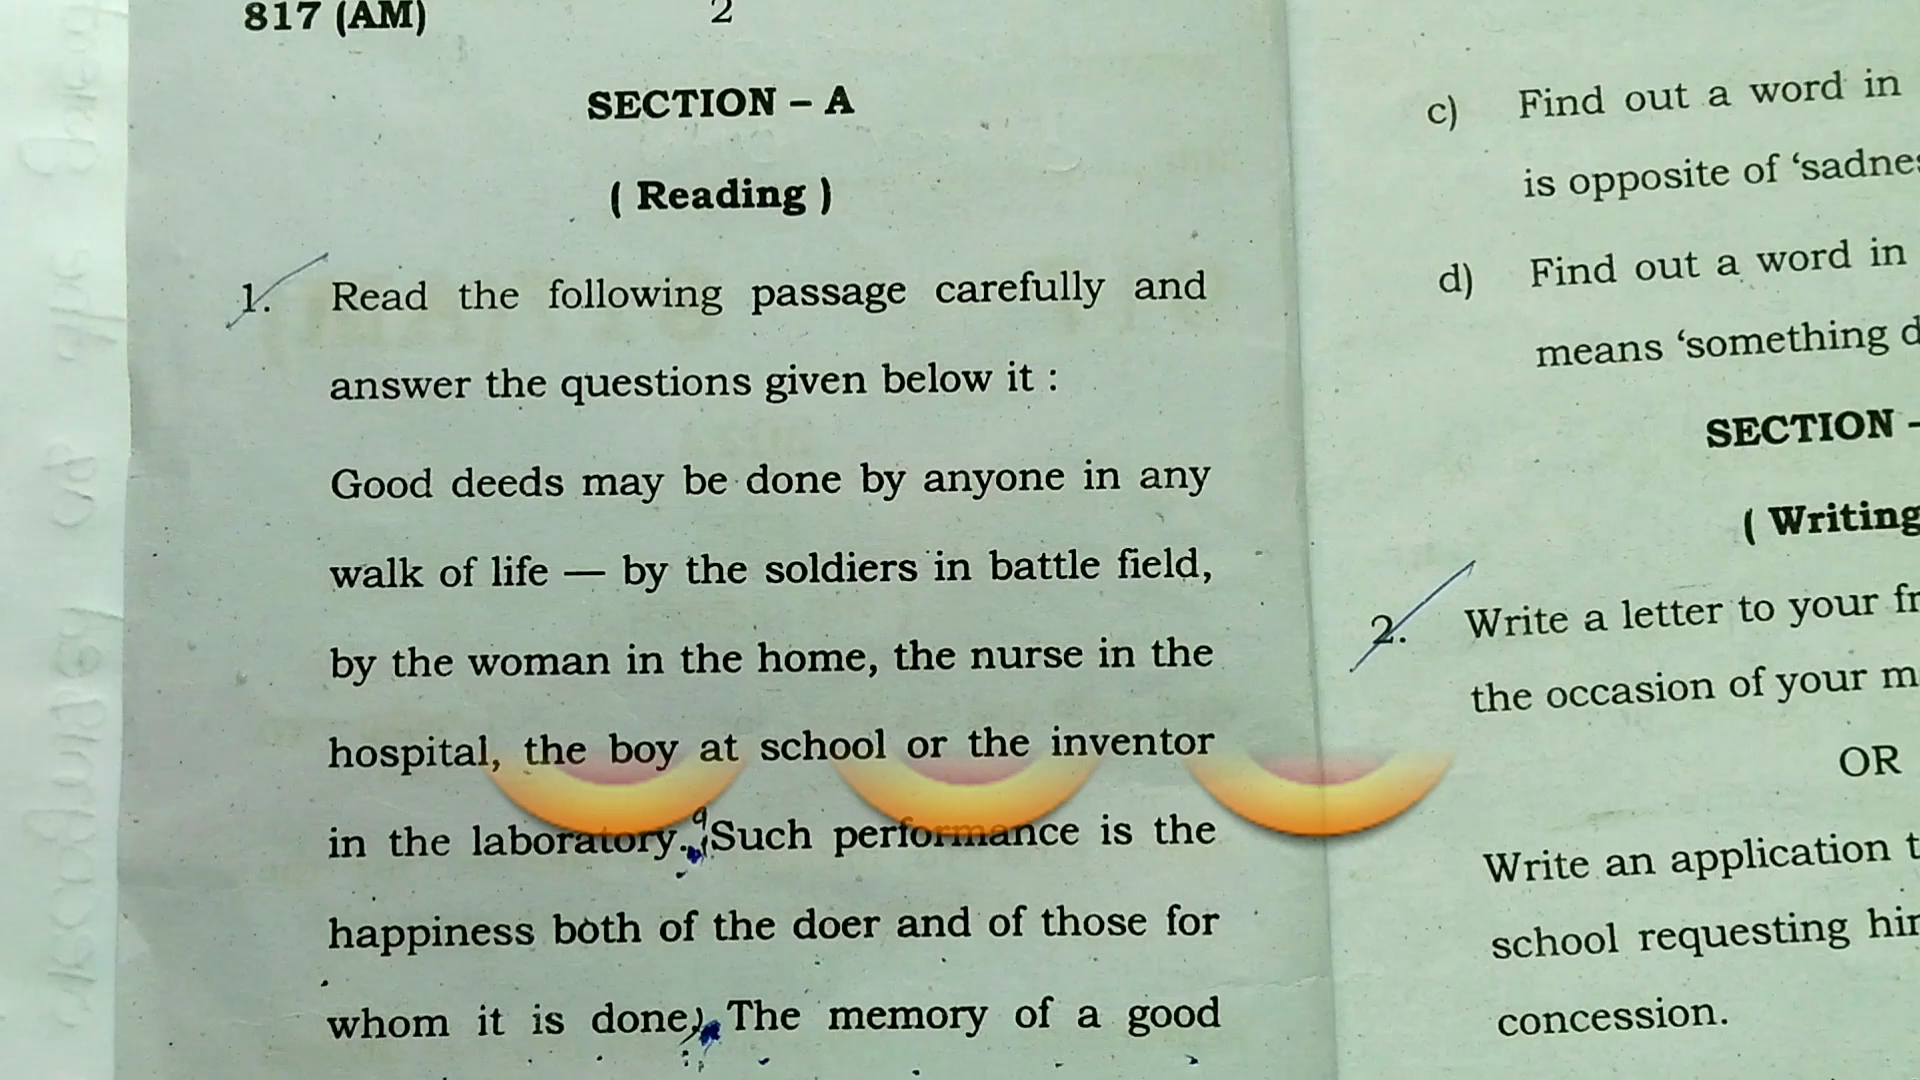 817 (AM)
2
SECTION – A
( Reading )
1. Read the following passage carefully and
answer the questions given below it :
Good deeds may be done by anyone in any
walk of life — by the soldiers in battle field,
by the woman in the home, the nurse in the
hospital, the boy at school or the inventor
in the laboratory. Such performance is the
happiness both of the doer and of those for
whom it is done. The memory of a good
c) Find out a word in
is opposite of ‘sadnes
d) Find out a word in
means ‘something d
SECTION -
( Writing
2. Write a letter to your fr
the occasion of your m
OR
Write an application t
school requesting hi
concession.